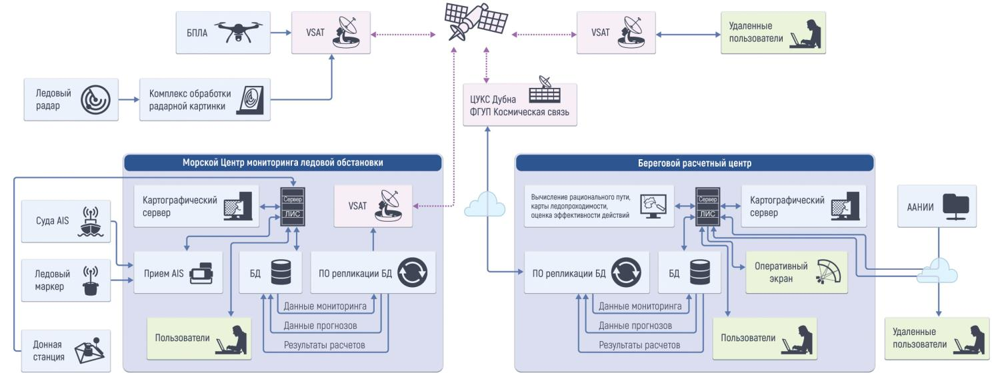 БПЛА
VSAT
VSAT
Удаленные
пользователи
Ледовый
радар
Комплекс обработки
радарной картинки
ЦУКС Дубна
ФГУП Космическая связь
Морской Центр мониторинга ледовой обстановки
Картографический
сервер
Сервер
ЛИС
VSAT
Суда AIS
Ледовый
маркер
Донная
станция
Прием AIS
БД
ПО репликации БД
Данные мониторинга
Данные прогнозов
Результаты расчетов
Пользователи
Береговой расчетный центр
Вычисление рационального пути,
карты ледопроходимости,
оценка эффективности действий
Сервер
ЛИС
Картографический
сервер
ПО репликации БД
БД
Оперативный
экран
Данные мониторинга
Данные прогнозов
Результаты расчетов
Пользователи
ААНИИ
Удаленные
пользователи